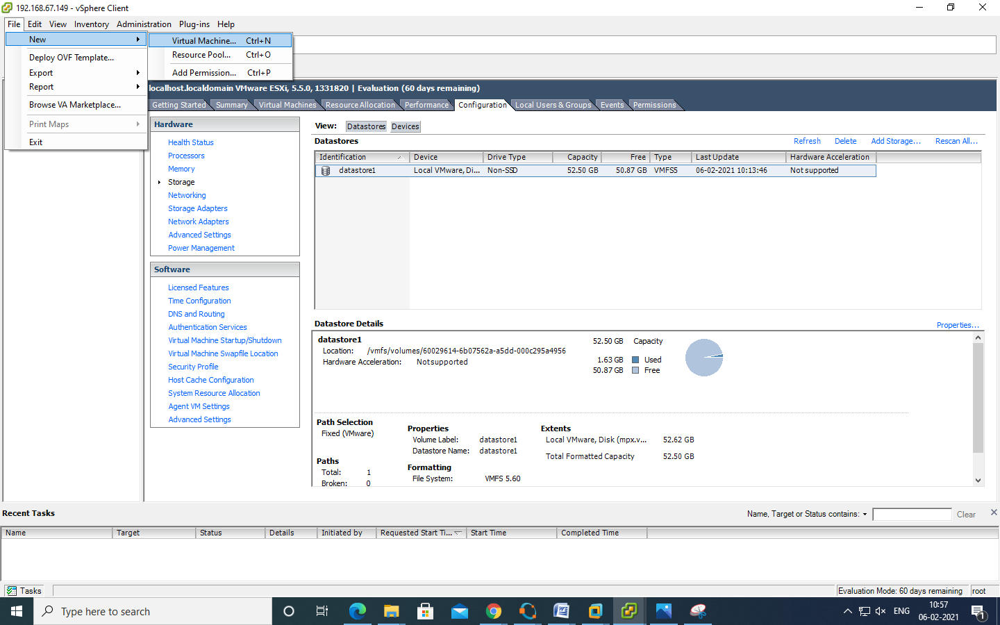 192.168.67.149 - vSphere Client
File Edit View Inventory Administration Plug-ins Help
New
Virtual Machine... Ctrl+N
Resource Pool... Ctrl+O
Add Permission... Ctrl+P
Deploy OVF Template...
Export
Report
Browse VA Marketplace...
Print Maps
Exit
localhost.localdomain VMware ESXi, 5.5.0, 1331820 | Evaluation (60 days remaining)
Getting Started Summary Virtual Machines Resource Allocation Performance Configuration Local Users & Groups Events Permissions
Hardware
Health Status
Processors
Memory
Storage
Networking
Storage Adapters
Network Adapters
Advanced Settings
Power Management
Software
Licensed Features
Time Configuration
DNS and Routing
Authentication Services
Virtual Machine Startup/Shutdown
Virtual Machine Swapfile Location
Security Profile
Host Cache Configuration
System Resource Allocation
Agent VM Settings
Advanced Settings
View: Datastores Devices
Datastores
Refresh Delete Add Storage... Rescan All...
Identification Device Drive Type Capacity Free Type Last Update Hardware Acceleration
datastore1 Local VMware, Di... Non-SSD 52.50 GB 50.87 GB VMFS5 06-02-2021 10:13:46 Not supported
Datastore Details
Properties...
datastore1 52.50 GB Capacity
Location: /vmfs/volumes/60029614-6b07562a-a5dd-000c295a4956
Hardware Acceleration: Not supported
1.63 GB Used
50.87 GB Free
Path Selection
Fixed (VMware)
Paths
Total: 1
Broken: 0
Properties
Volume Label: datastore1
Datastore Name: datastore1
Formatting
File System: VMFS 5.60
Extents
Local VMware, Disk (mpx.v... 52.62 GB
Total Formatted Capacity 52.50 GB
Recent Tasks
Name, Target or Status contains: Clear
Name Target Status Details Initiated by Requested Start Ti... Start Time Completed Time
Tasks
Evaluation Mode: 60 days remaining root
Type here to search
ENG
10:57
06-02-2021
1